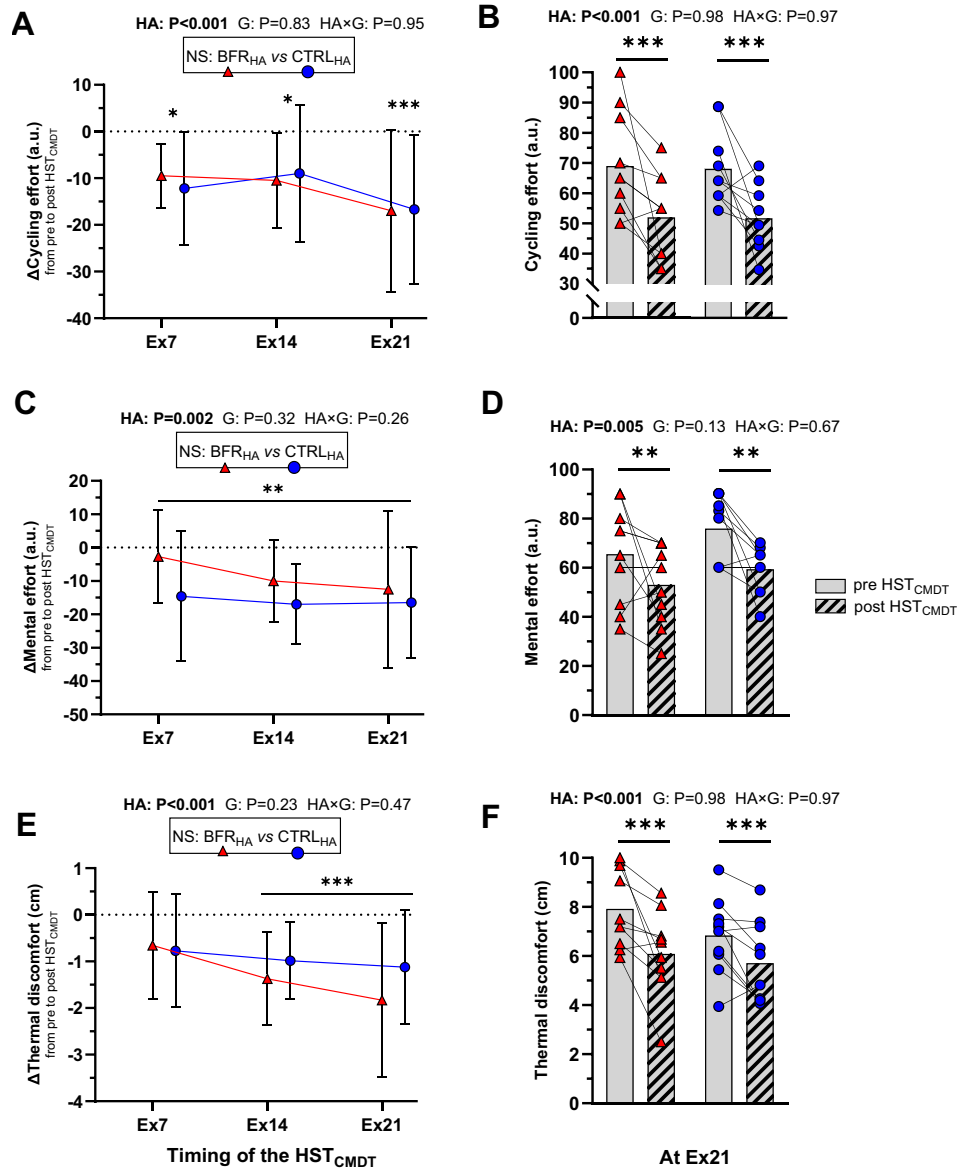 A
HA: P<0.001 G: P=0.83 HA×G: P=0.95
NS: BFRHA vs CTRLHA
ΔCycling effort (a.u.)
from pre to post HSTCMDT
10
0
-10
-20
-30
-40
*
*
***
Ex7 Ex14 Ex21
B
HA: P<0.001 G: P=0.98 HA×G: P=0.97
*** ***
Cycling effort (a.u.)
100
90
80
70
60
50
40
30
0
C
HA: P=0.002 G: P=0.32 HA×G: P=0.26
NS: BFRHA vs CTRLHA
ΔMental effort (a.u.)
from pre to post HSTCMDT
20
10
0
-10
-20
-30
-40
-50
**
Ex7 Ex14 Ex21
D
HA: P=0.005 G: P=0.13 HA×G: P=0.67
** **
Mental effort (a.u.)
100
80
60
40
20
0
pre HSTCMDT
post HSTCMDT
E
HA: P<0.001 G: P=0.23 HA×G: P=0.47
NS: BFRHA vs CTRLHA
ΔThermal discomfort (cm)
from pre to post HSTCMDT
1
0
-1
-2
-3
-4
***
Ex7 Ex14 Ex21
Timing of the HSTCMDT
F
HA: P<0.001 G: P=0.98 HA×G: P=0.97
*** ***
Thermal discomfort (cm)
10
8
6
4
2
0
At Ex21